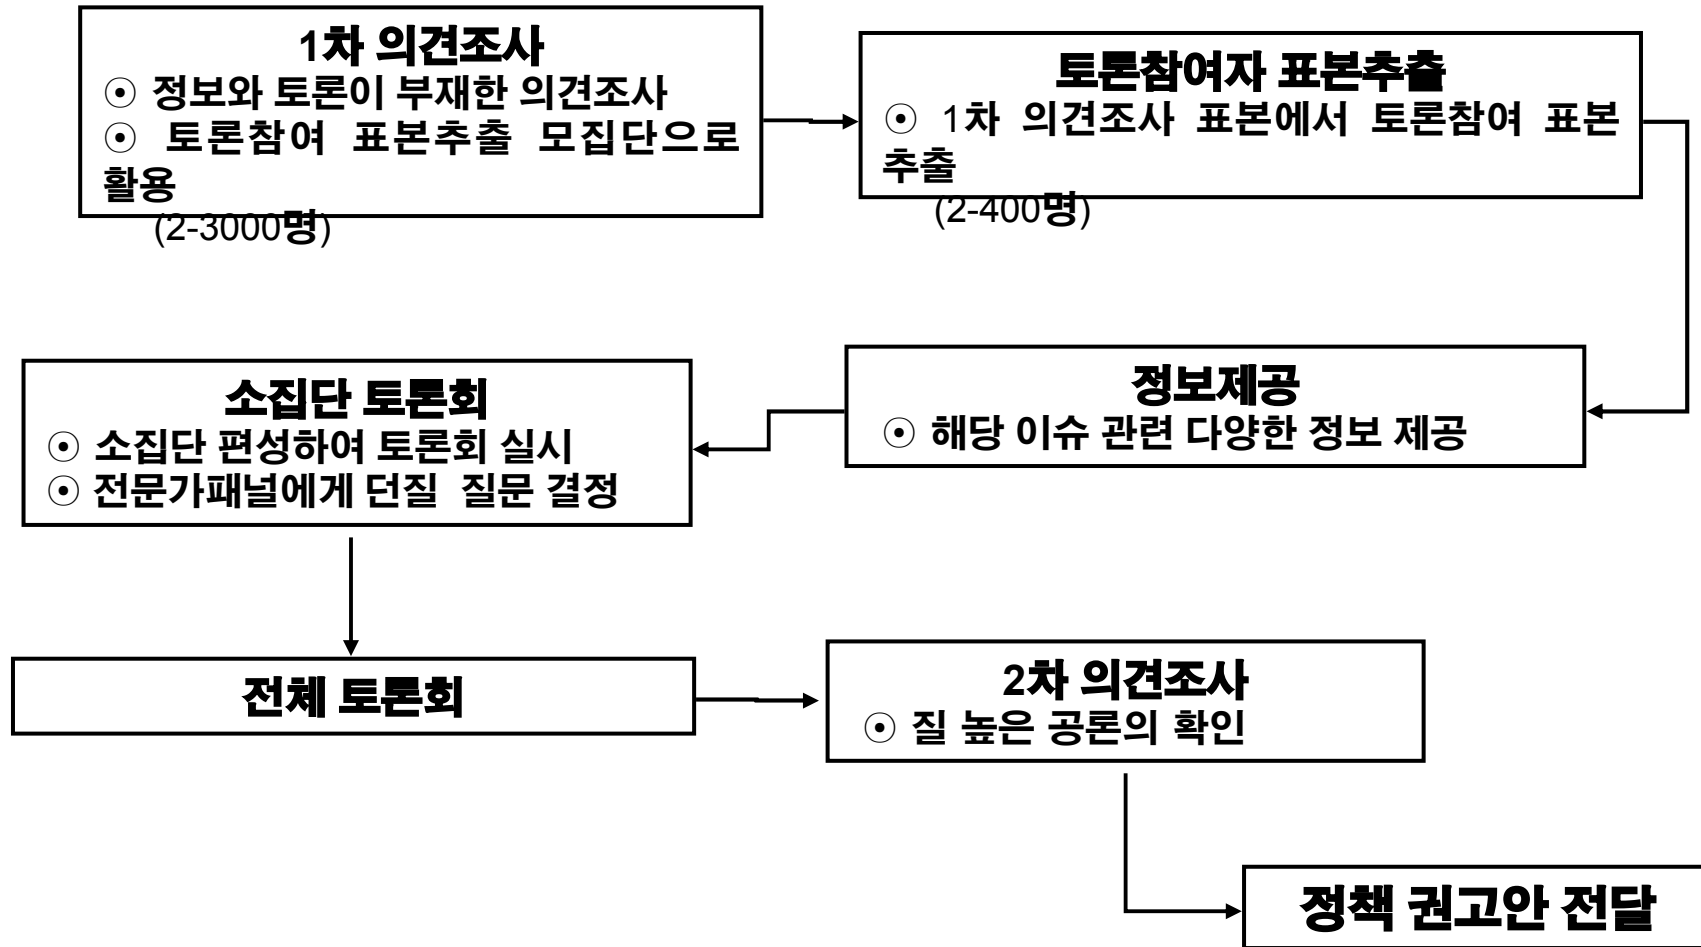 1차 의견조사
⊙ 정보와 토론이 부재한 의견조사
⊙ 토론참여 표본추출 모집단으로
활용
(2-3000명)
토론참여자 표본추출
⊙ 1차 의견조사 표본에서 토론참여 표본
추출
(2-400명)
정보제공
⊙ 해당 이슈 관련 다양한 정보 제공
소집단 토론회
⊙ 소집단 편성하여 토론회 실시
⊙ 전문가패널에게 던질 질문 결정
전체 토론회
2차 의견조사
⊙ 질 높은 공론의 확인
정책 권고안 전달